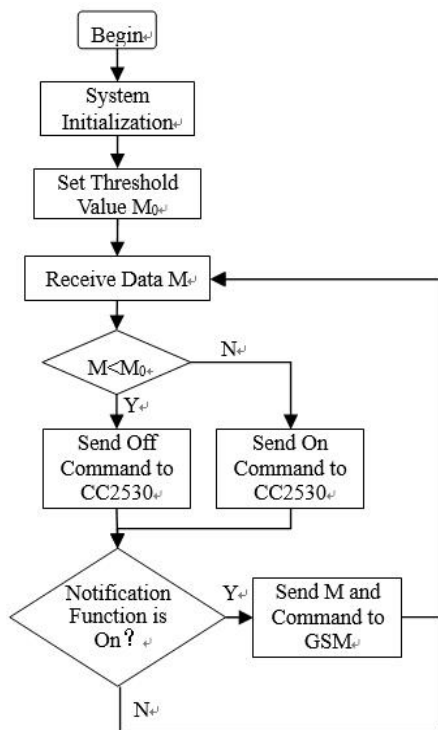 Begin↵
System
Initialization↵
Set Threshold
Value M₀↵
Receive Data M↵
M<M₀↵
N↵
Y↵
Send Off
Command to
CC2530↵
Send On
Command to
CC2530↵
Notification
Function is
On？↵
Y↵
Send M and
Command to
GSM↵
N↵